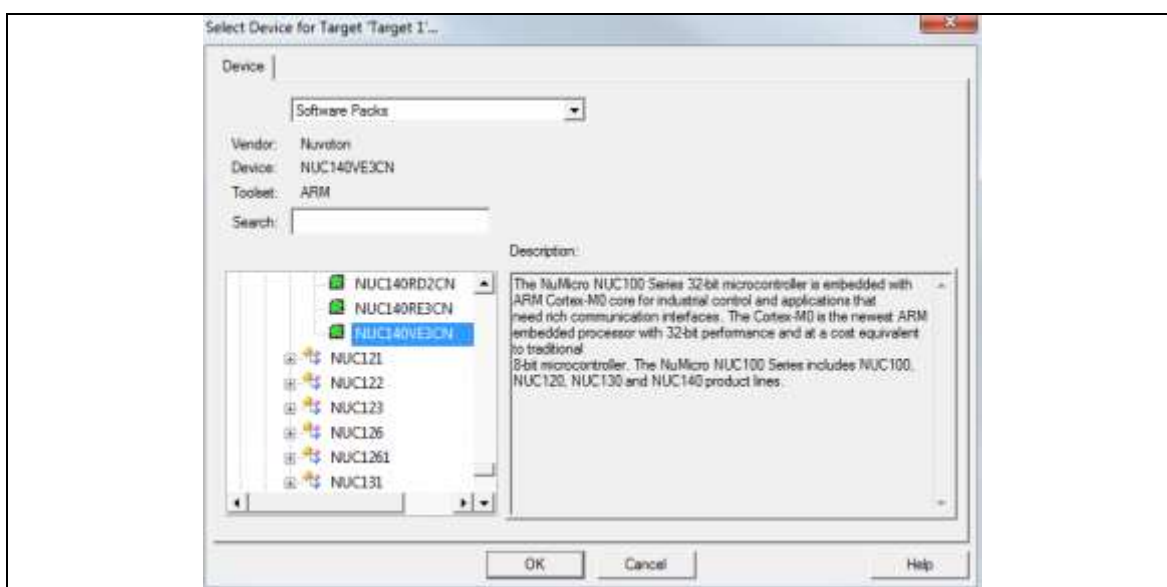 Select Device for Target 'Target 1'...
Device
Software Packs
Vendor: Nuvoton
Device: NUC140VE3CN
Toolset: ARM
Search:
Description:
NUC140RD2CN
NUC140RE3CN
NUC140VE3CN
NUC121
NUC122
NUC123
NUC126
NUC1261
NUC131
The NuMicro NUC100 Series 32-bit microcontroller is embedded with
ARM Cortex-M0 core for industrial control and applications that
need rich communication interfaces. The Cortex-M0 is the newest ARM
embedded processor with 32-bit performance and at a cost equivalent
to traditional
8-bit microcontroller. The NuMicro NUC100 Series includes NUC100,
NUC120, NUC130 and NUC140 product lines.
OK
Cancel
Help